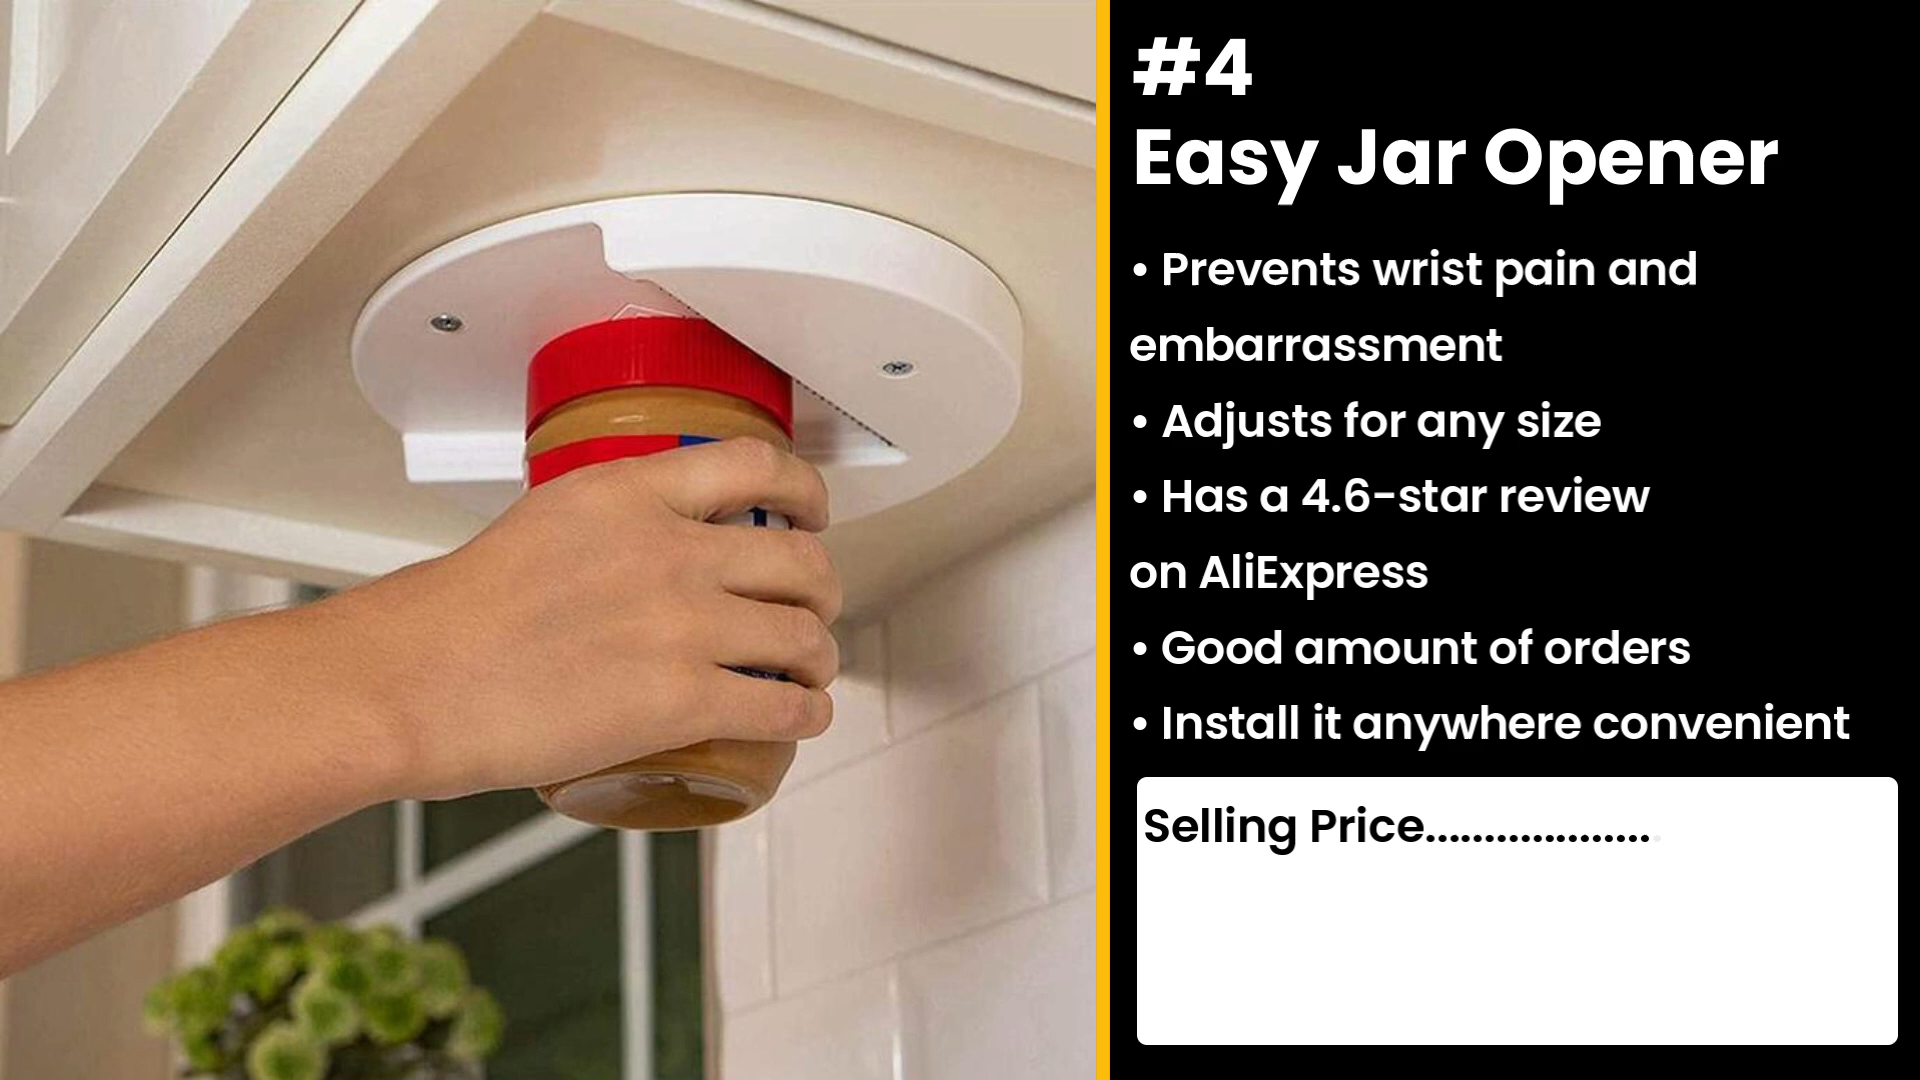 #4
Easy Jar Opener
• Prevents wrist pain and
embarrassment
• Adjusts for any size
• Has a 4.6-star review
on AliExpress
• Good amount of orders
• Install it anywhere convenient
Selling Price...................